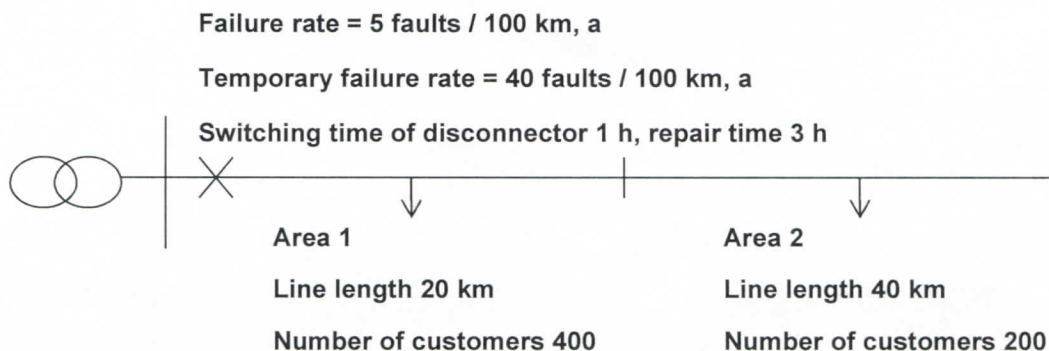 Failure rate = 5 faults / 100 km, a
Temporary failure rate = 40 faults / 100 km, a
Switching time of disconnector 1 h, repair time 3 h
Area 1
Line length 20 km
Number of customers 400
Area 2
Line length 40 km
Number of customers 200